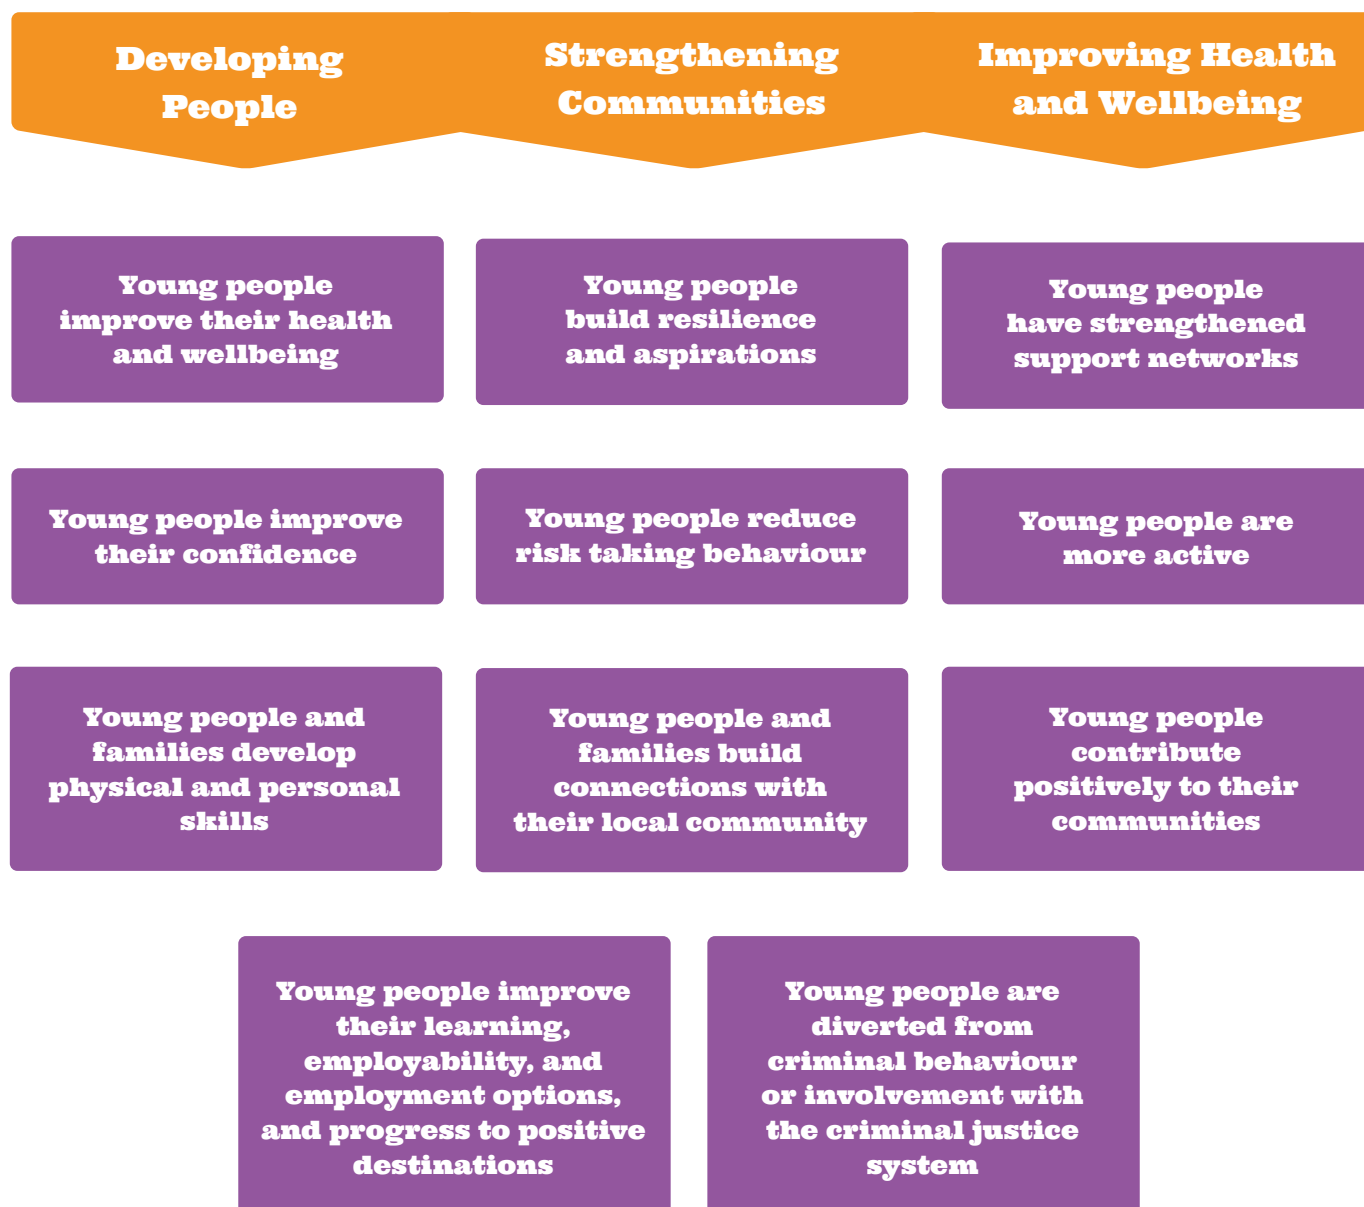 Developing
People
Strengthening
Communities
Improving Health
and Wellbeing
Young people
improve their health
and wellbeing
Young people
build resilience
and aspirations
Young people
have strengthened
support networks
Young people improve
their confidence
Young people reduce
risk taking behaviour
Young people are
more active
Young people and
families develop
physical and personal
skills
Young people and
families build
connections with
their local community
Young people
contribute
positively to their
communities
Young people improve
their learning,
employability, and
employment options,
and progress to positive
destinations
Young people are
diverted from
criminal behaviour
or involvement with
the criminal justice
system